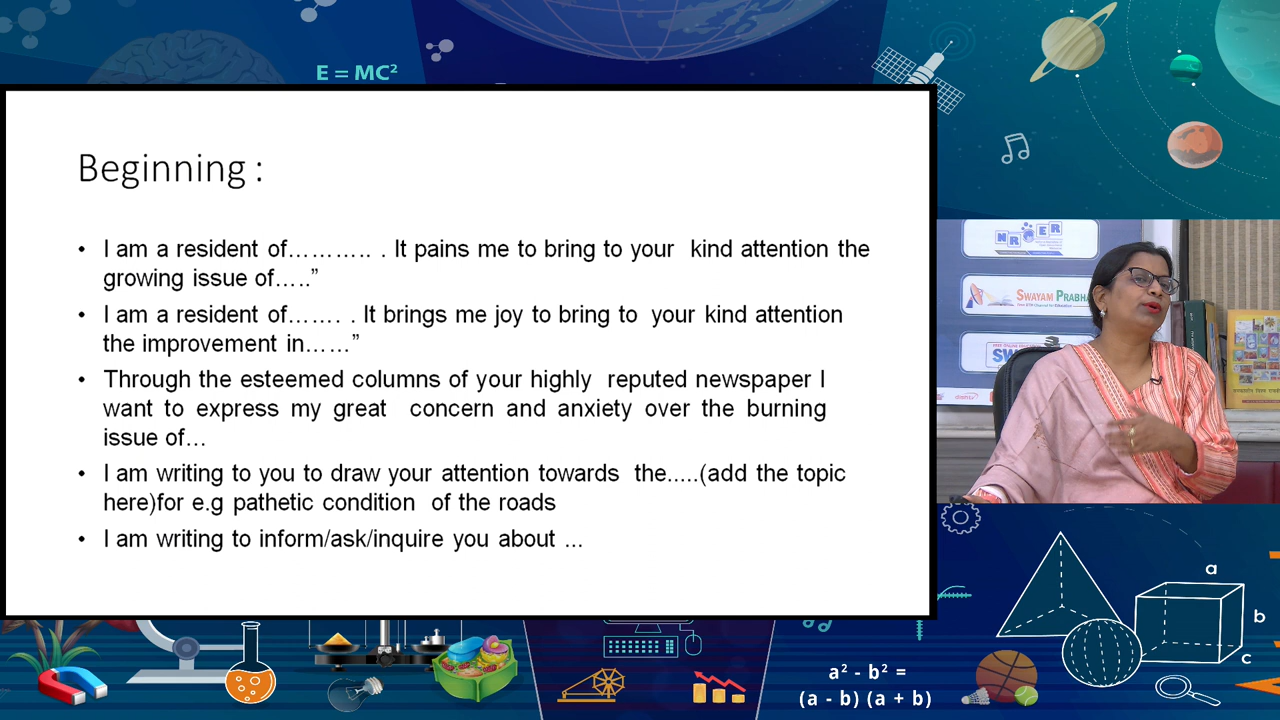 E = MC²
Beginning :
• I am a resident of……….. . It pains me to bring to your kind attention the
growing issue of…..”
• I am a resident of……. . It brings me joy to bring to your kind attention
the improvement in……”
• Through the esteemed columns of your highly reputed newspaper I
want to express my great concern and anxiety over the burning
issue of…
• I am writing to you to draw your attention towards the.....(add the topic
here)for e.g pathetic condition of the roads
• I am writing to inform/ask/inquire you about ...
NR ER
SWAYAM PRABHA
SW
a
b
c
a² - b² =
(a - b) (a + b)